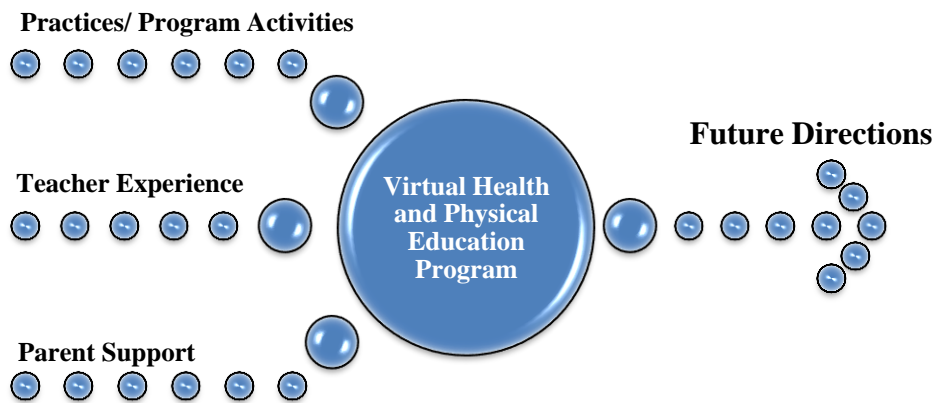 Practices/ Program Activities
Future Directions
Teacher Experience
Virtual Health
and Physical
Education
Program
Parent Support